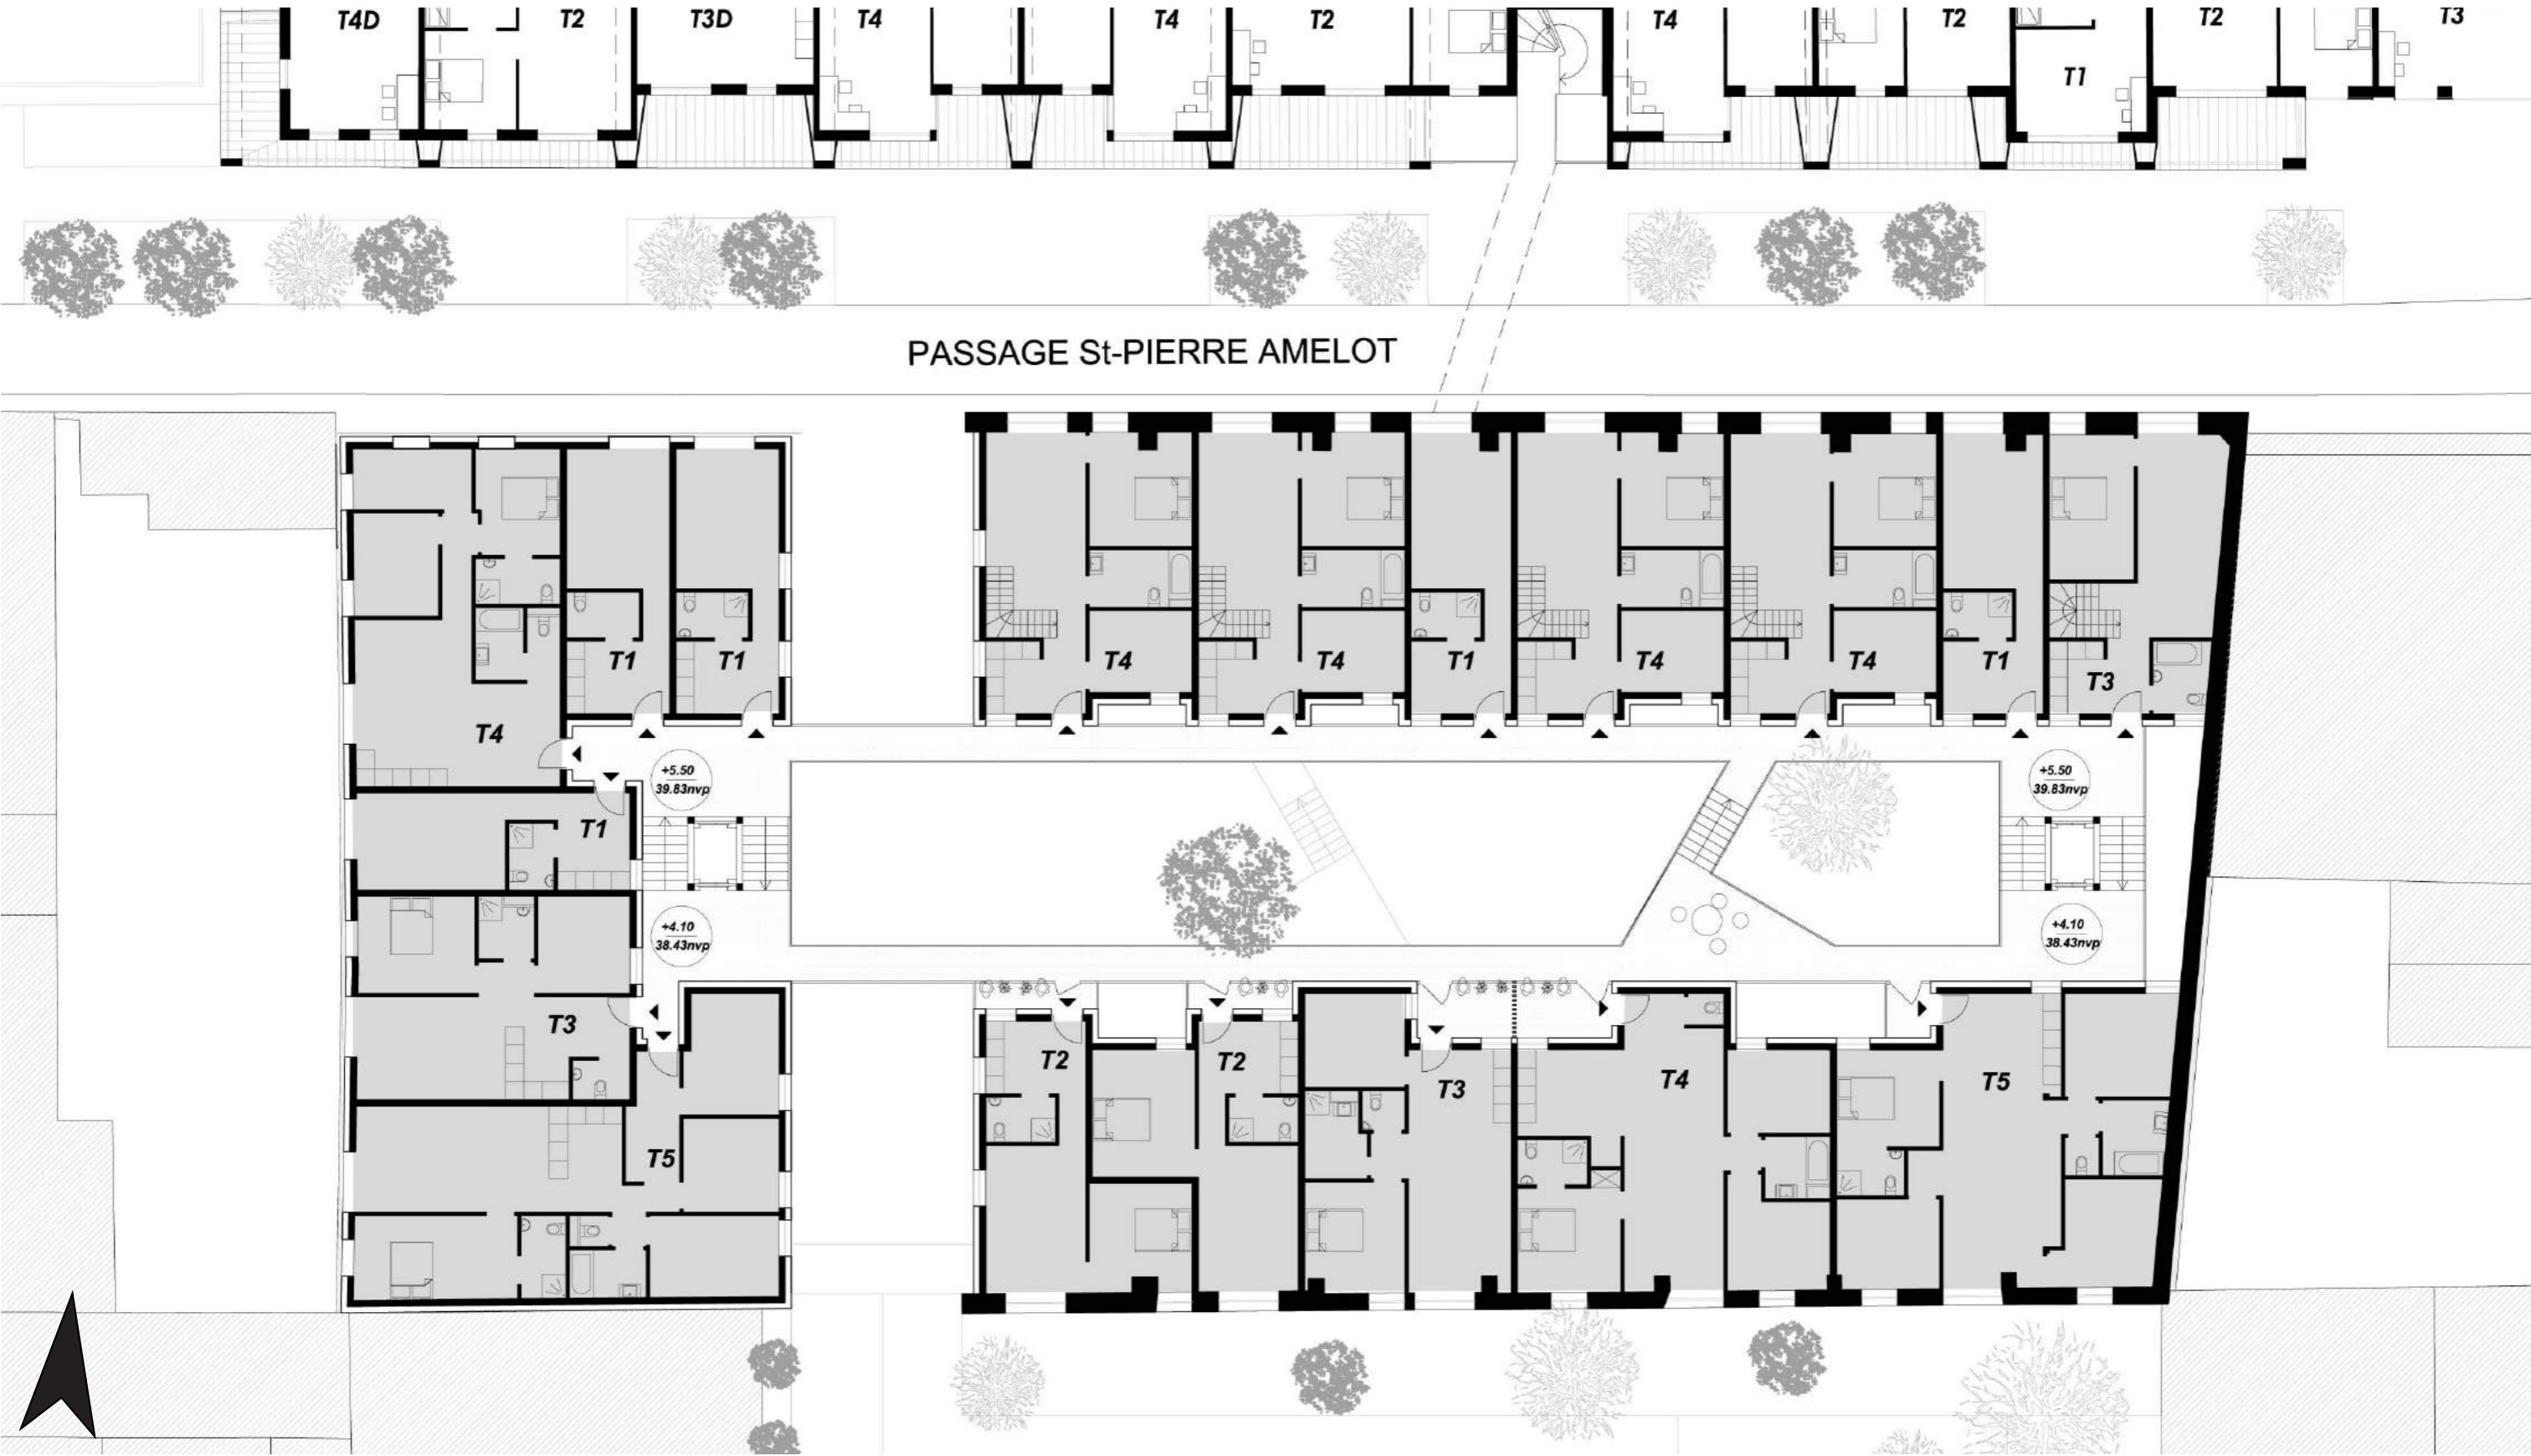 T4D T2 T3D T4 T4 T2 T4 T2 T2 T3
T1
PASSAGE St-PIERRE AMELOT
T1 T1 T4 T4 T1 T4 T4 T1 T3
T4
+5.50
39.83nvp
+5.50
39.83nvp
T1
+4.10
38.43nvp
+4.10
38.43nvp
T3
T2 T2 T3 T4 T5
T5